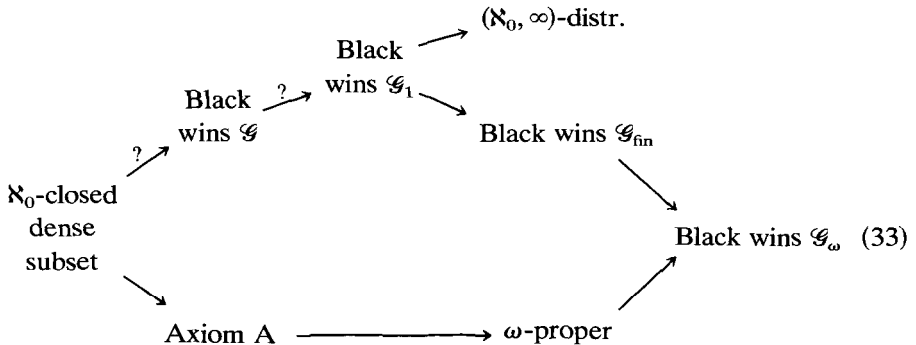 (ℵ₀, ∞)-distr.
Black
wins 𝒢₁
?
Black
wins 𝒢
Black wins 𝒢_fin
?
ℵ₀-closed
dense
subset
Black wins 𝒢_ω (33)
Axiom A
ω-proper